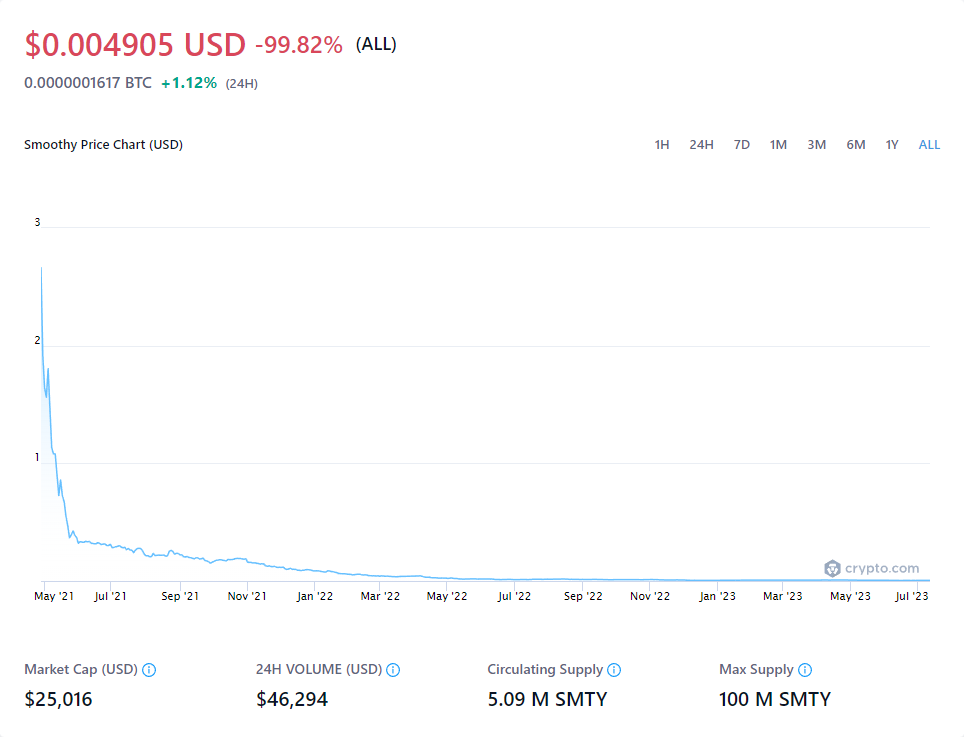 $0.004905 USD -99.82% (ALL)
0.0000001617 BTC +1.12% (24H)
Smoothy Price Chart (USD) 1H 24H 7D 1M 3M 6M 1Y ALL
3
2
1
crypto.com
May '21 Jul '21 Sep '21 Nov '21 Jan '22 Mar '22 May '22 Jul '22 Sep '22 Nov '22 Jan '23 Mar '23 May '23 Jul '23
Market Cap (USD) 24H VOLUME (USD) Circulating Supply Max Supply
$25,016 $46,294 5.09 M SMTY 100 M SMTY